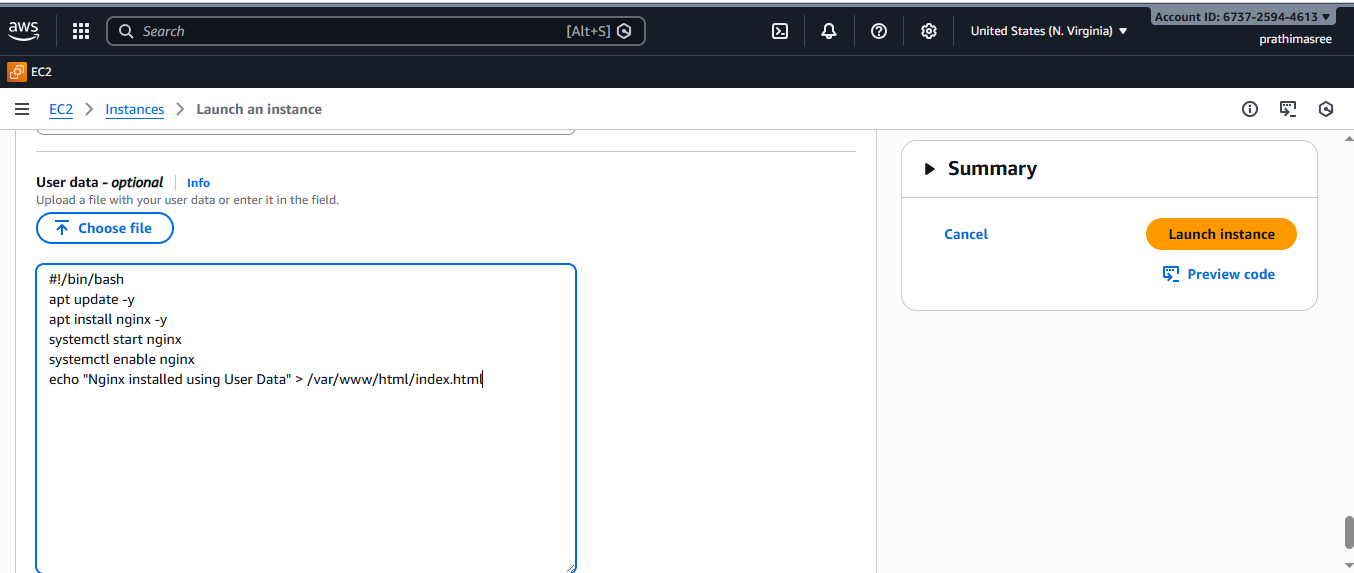 aws
Search
[Alt+S]
United States (N. Virginia)
Account ID: 6737-2594-4613
prathimasree
EC2
EC2
Instances
Launch an instance
User data - optional
Info
Upload a file with your user data or enter it in the field.
Choose file
#!/bin/bash
apt update -y
apt install nginx -y
systemctl start nginx
systemctl enable nginx
echo "Nginx installed using User Data" > /var/www/html/index.html
Summary
Cancel
Launch instance
Preview code